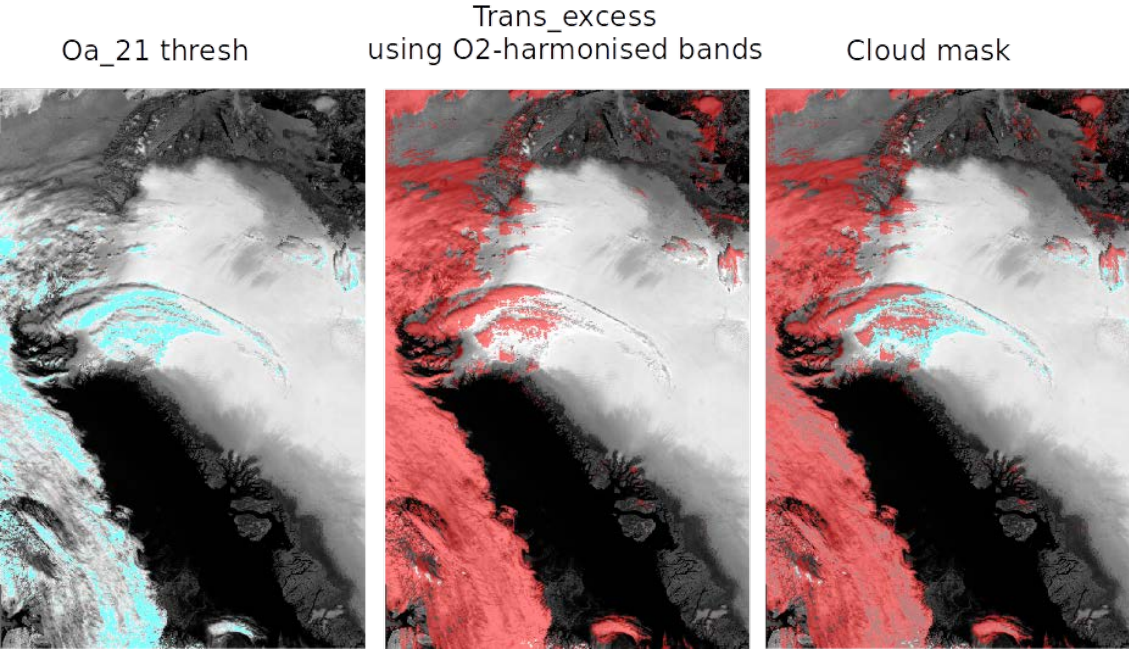 Oa_21 thresh
Trans_excess
using O2-harmonised bands
Cloud mask